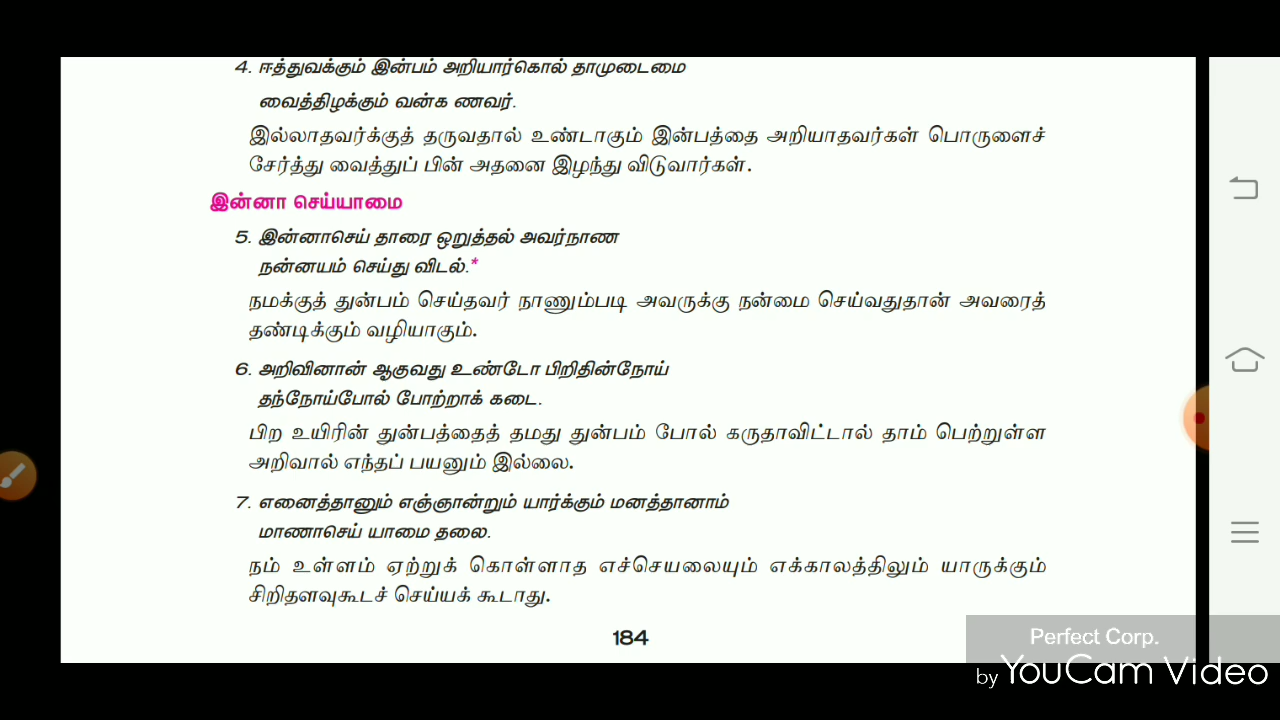 4. ஈத்துவக்கும் இன்பம் அறியார்கொல் தாமுடைமை
வைத்திழக்கும் வன்க ணவர்.
இல்லாதவர்க்குத் தருவதால் உண்டாகும் இன்பத்தை அறியாதவர்கள் பொருளைச்
சேர்த்து வைத்துப் பின் அதனை இழந்து விடுவார்கள்.
இன்னா செய்யாமை
5. இன்னாசெய் தாரை ஒறுத்தல் அவர்நாண
நன்னயம் செய்து விடல்.*
நமக்குத் துன்பம் செய்தவர் நாணும்படி அவருக்கு நன்மை செய்வதுதான் அவரைத்
தண்டிக்கும் வழியாகும்.
6. அறிவினான் ஆகுவது உண்டோ பிறிதின்நோய்
தந்நோய்போல் போற்றாக் கடை.
பிற உயிரின் துன்பத்தைத் தமது துன்பம் போல் கருதாவிட்டால் தாம் பெற்றுள்ள
அறிவால் எந்தப் பயனும் இல்லை.
7. எனைத்தானும் எஞ்ஞான்றும் யார்க்கும் மனத்தானாம்
மாணாசெய் யாமை தலை.
நம் உள்ளம் ஏற்றுக் கொள்ளாத எச்செயலையும் எக்காலத்திலும் யாருக்கும்
சிறிதளவுகூடச் செய்யக் கூடாது.
184
Perfect Corp.
by YouCam Video